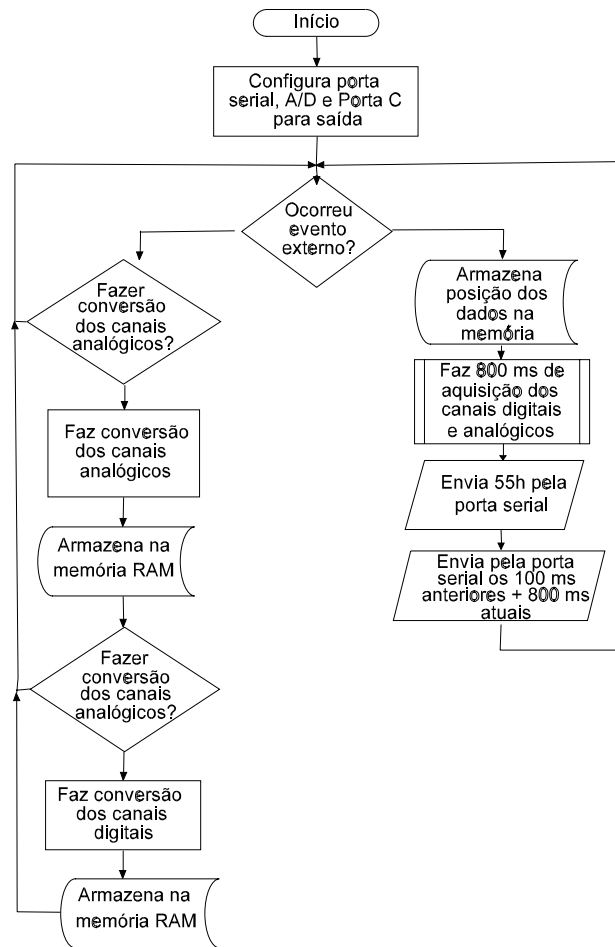 Início
Configura porta
serial, A/D e Porta C
para saída
Ocorreu
evento
externo?
Fazer
conversão
dos canais
analógicos?
Faz conversão
dos canais
analógicos
Armazena na
memória RAM
Fazer
conversão
dos canais
analógicos?
Faz conversão
dos canais
digitais
Armazena na
memória RAM
Armazena
posição dos
dados na
memória
Faz 800 ms de
aquisição dos
canais digitais
e analógicos
Envia 55h pela
porta serial
Envia pela porta
serial os 100 ms
anteriores + 800 ms
atuais